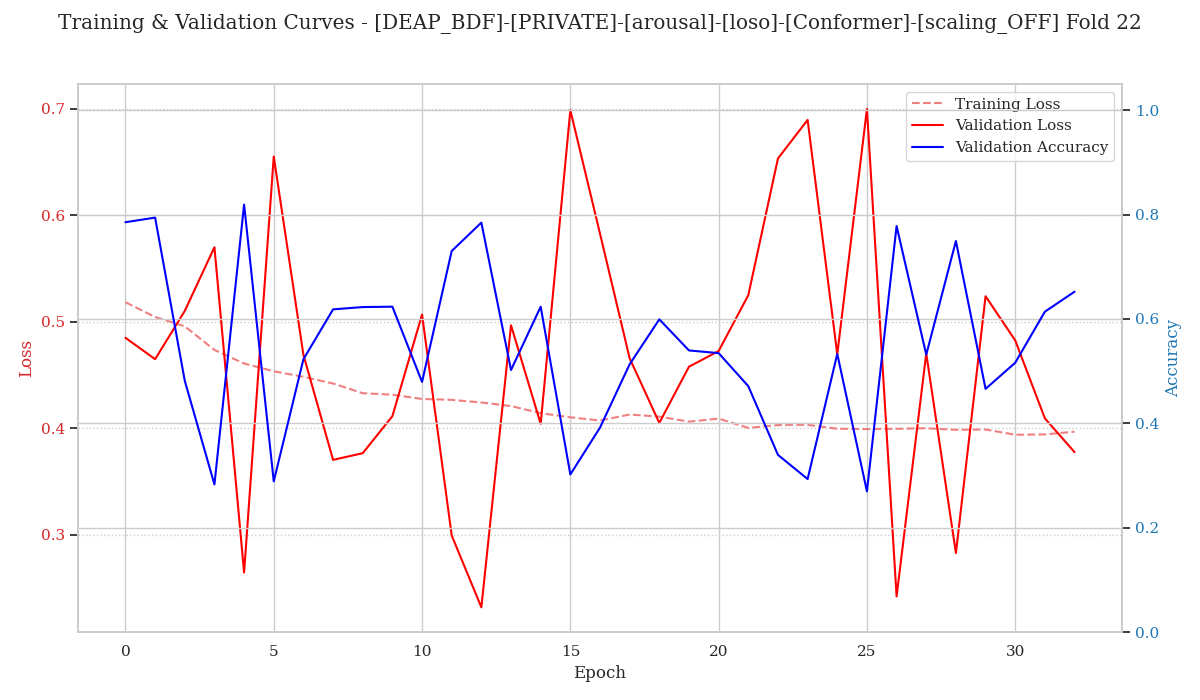 Training & Validation Curves - [DEAP_BDF]-[PRIVATE]-[arousal]-[loso]-[Conformer]-[scaling_OFF] Fold 22
Training Loss
Validation Loss
Validation Accuracy
Loss
0.7
0.6
0.5
0.4
0.3
1.0
0.8
0.6
0.4
0.2
0.0
Accuracy
0
5
10
15
20
25
30
Epoch